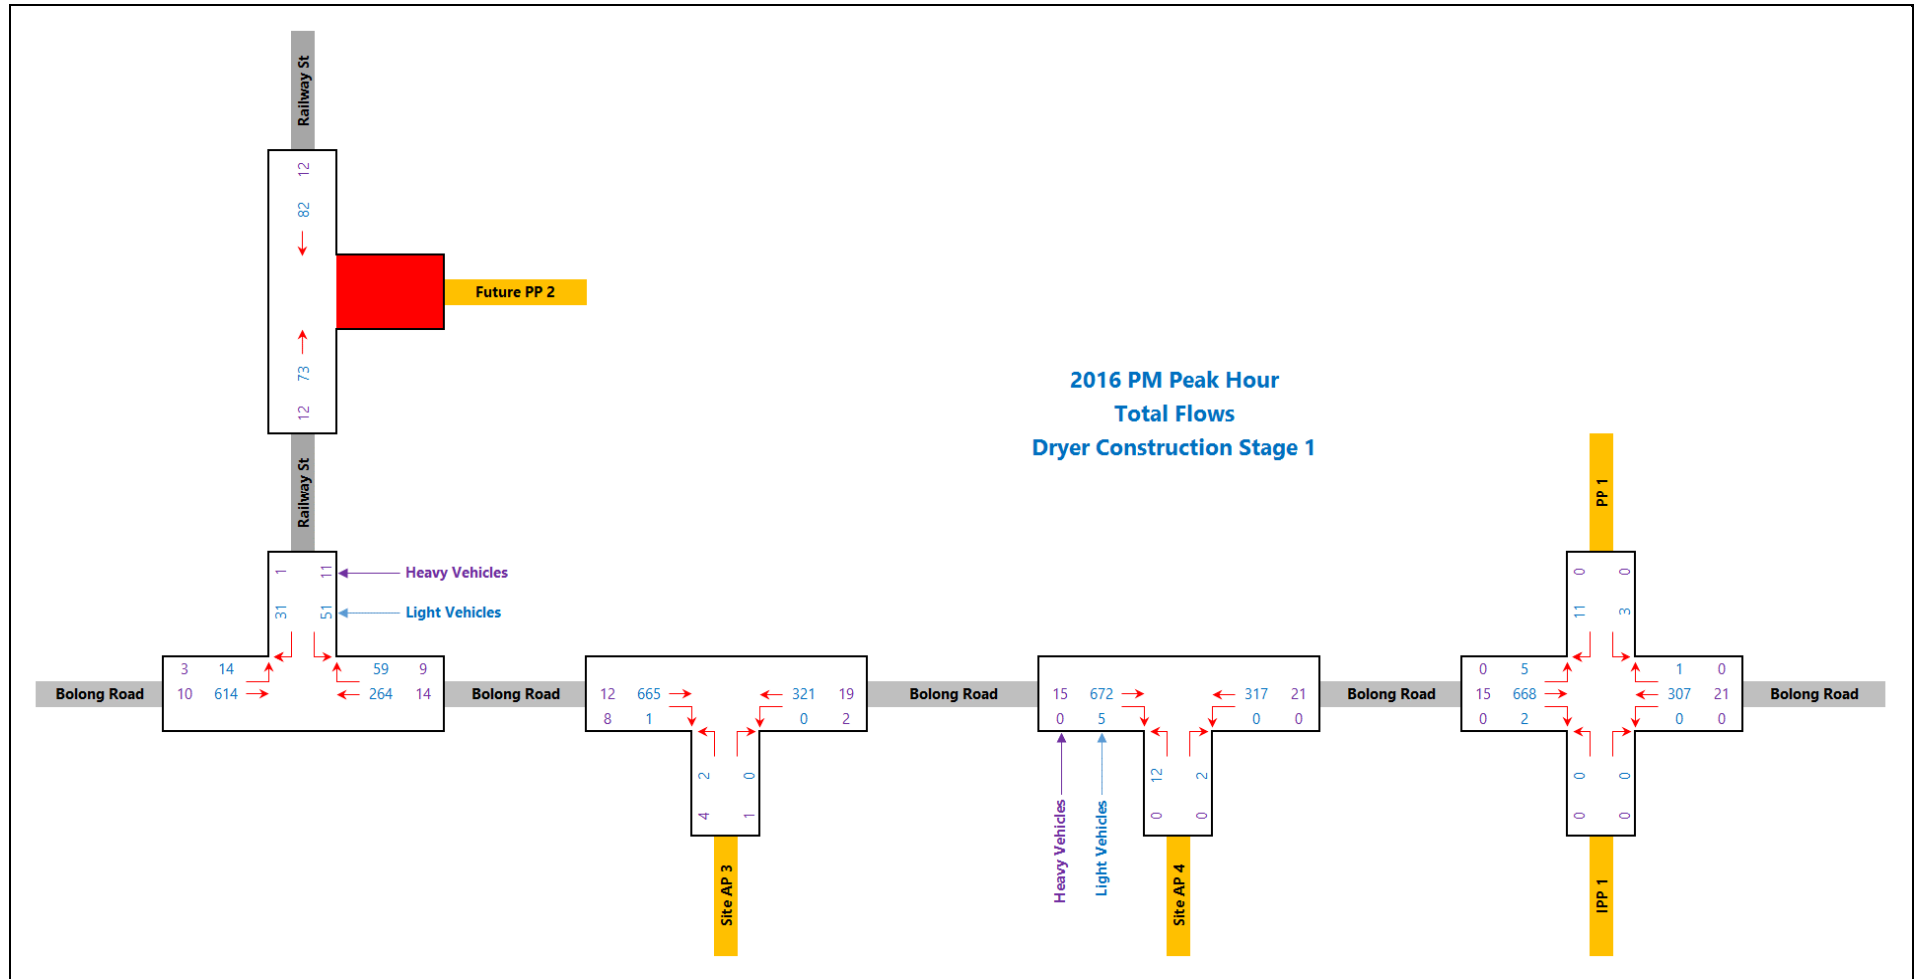 Railway St
12
82
Future PP 2
73
12
2016 PM Peak Hour
Total Flows
Dryer Construction Stage 1
Railway St
PP 1
1 11 Heavy Vehicles
31 51 Light Vehicles
0 0
11 3
3 14 59 9
Bolong Road 10 614 264 14 Bolong Road
12 665 321 19 Bolong Road
8 1 0 2
15 672 317 21 Bolong Road
0 5 0 0
0 5 1 0
15 668 307 21 Bolong Road
0 2 0 0
2 0
4 1
12 2
0 0
0 0
0 0
Heavy Vehicles
Light Vehicles
Site AP 3
Site AP 4
IPP 1